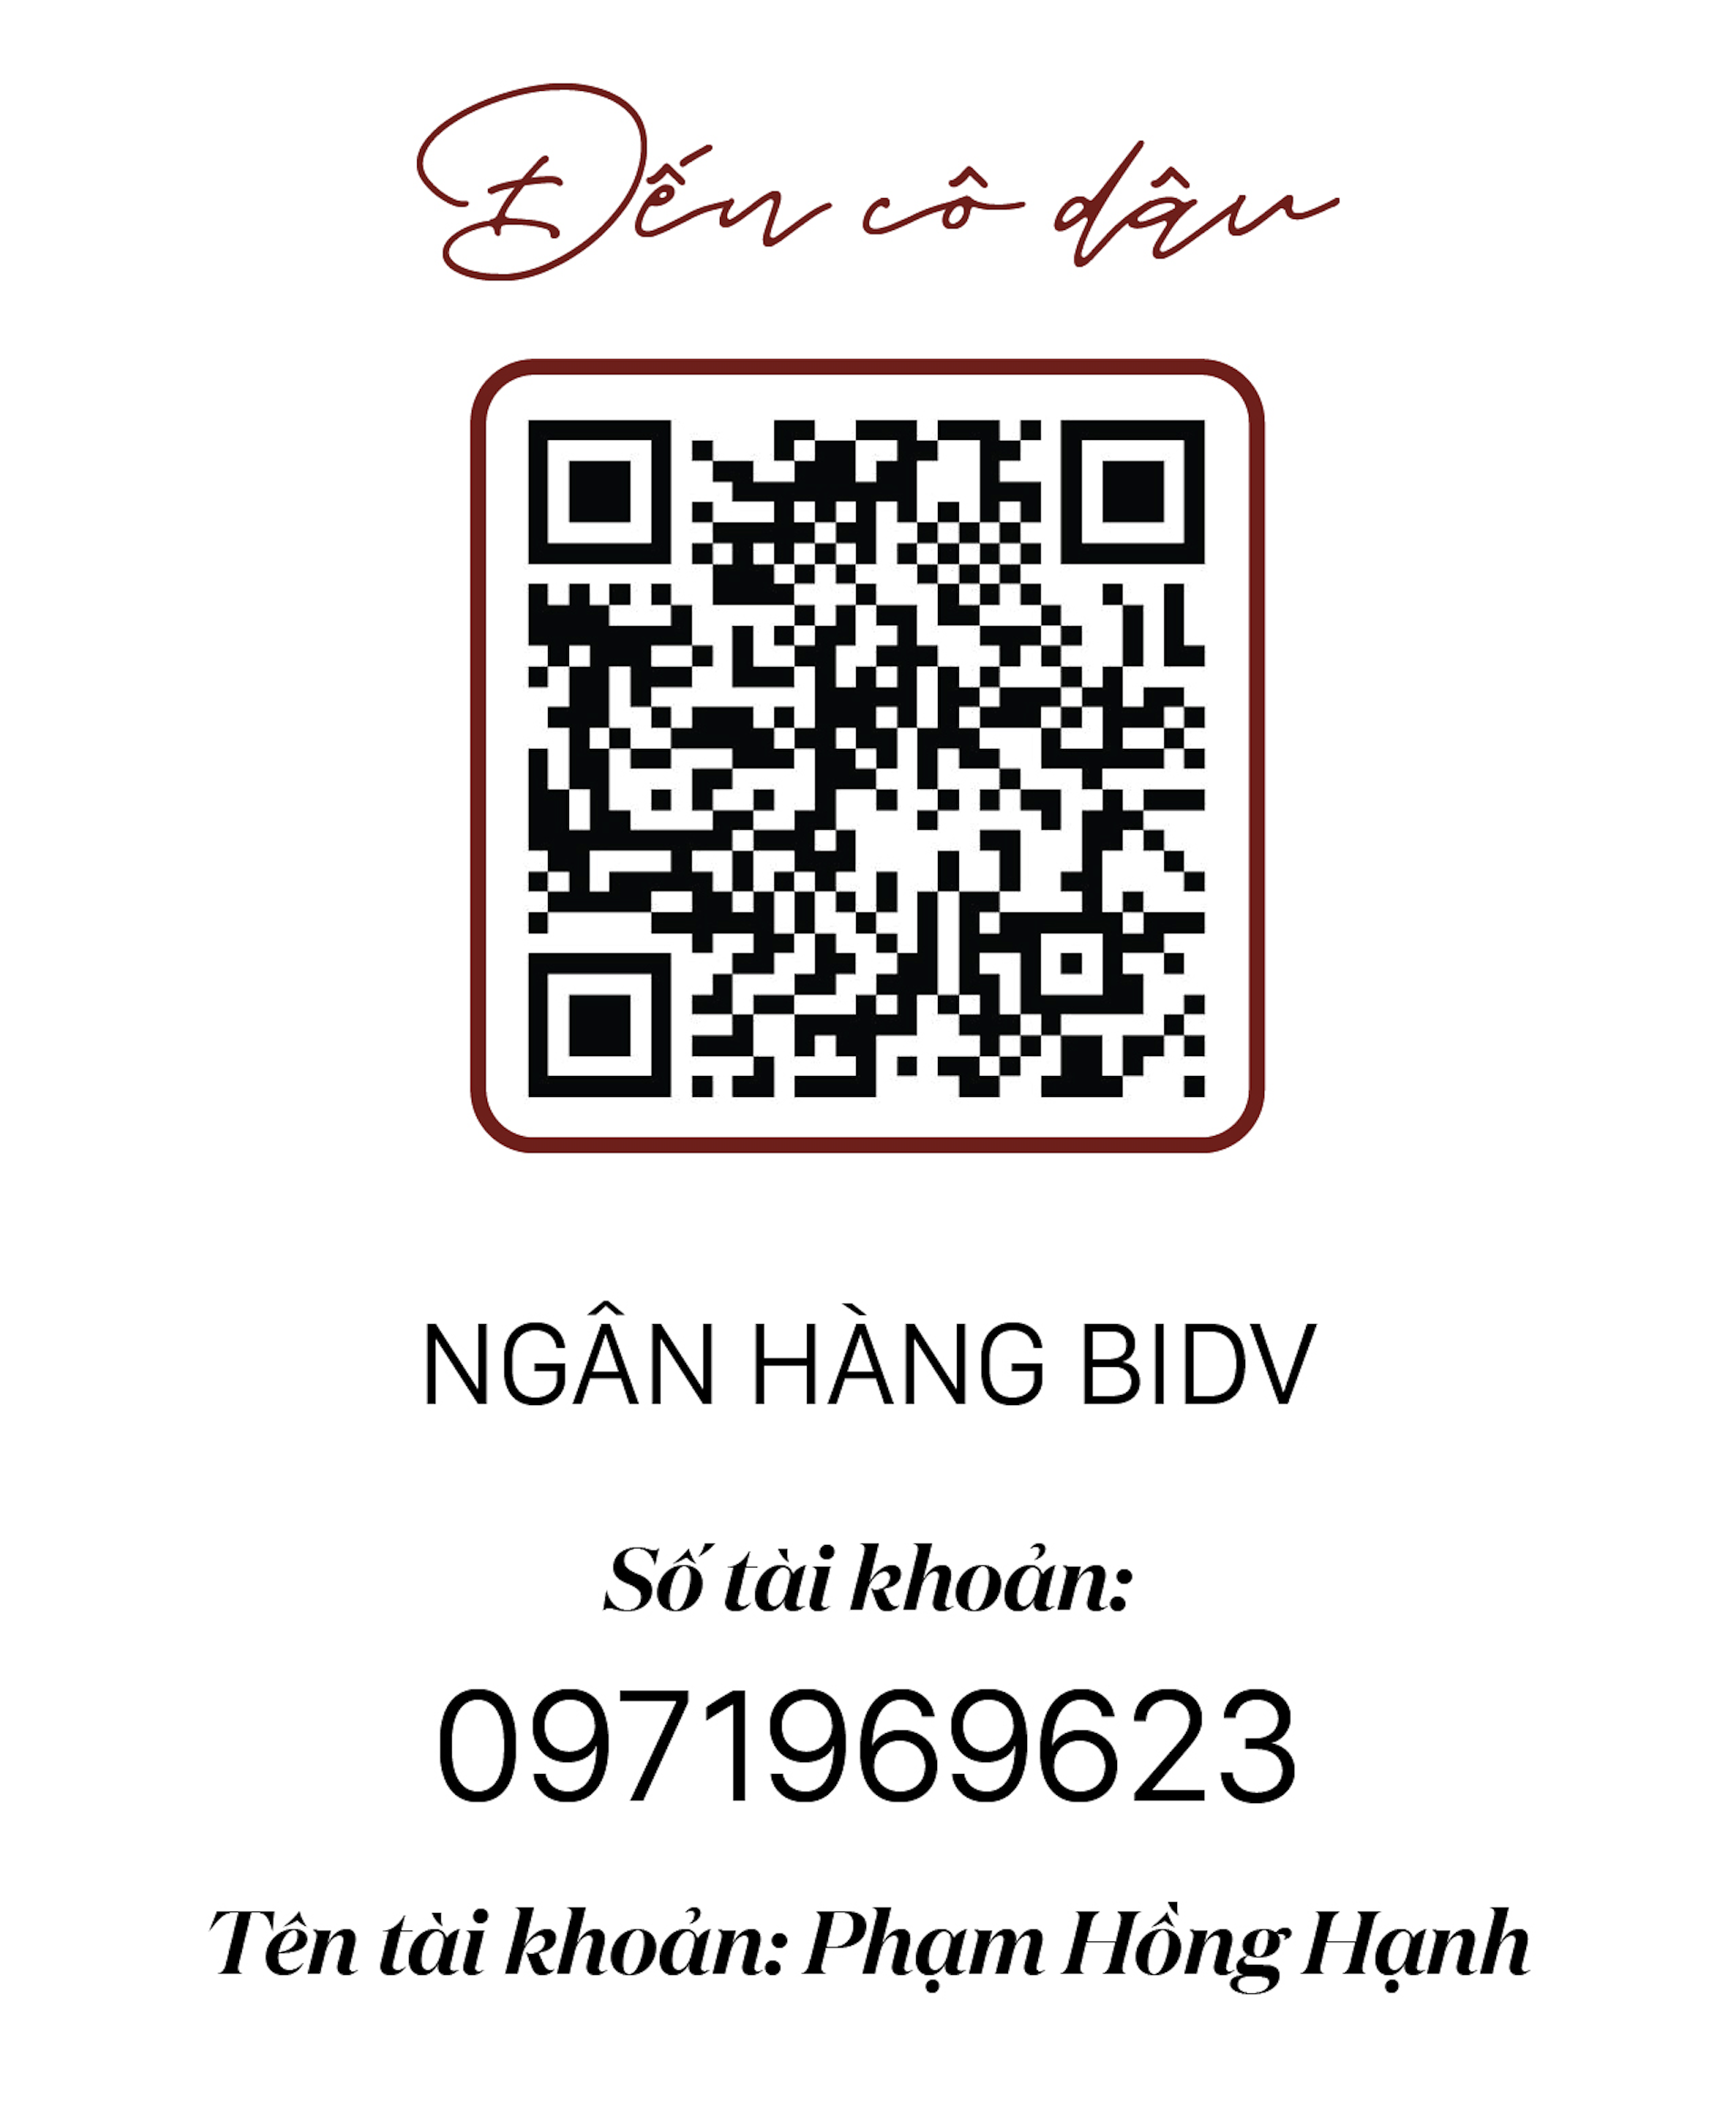 Đến cô dâu
NGÂN HÀNG BIDV
Số tài khoản:
0971969623
Tên tài khoản: Phạm Hồng Hạnh